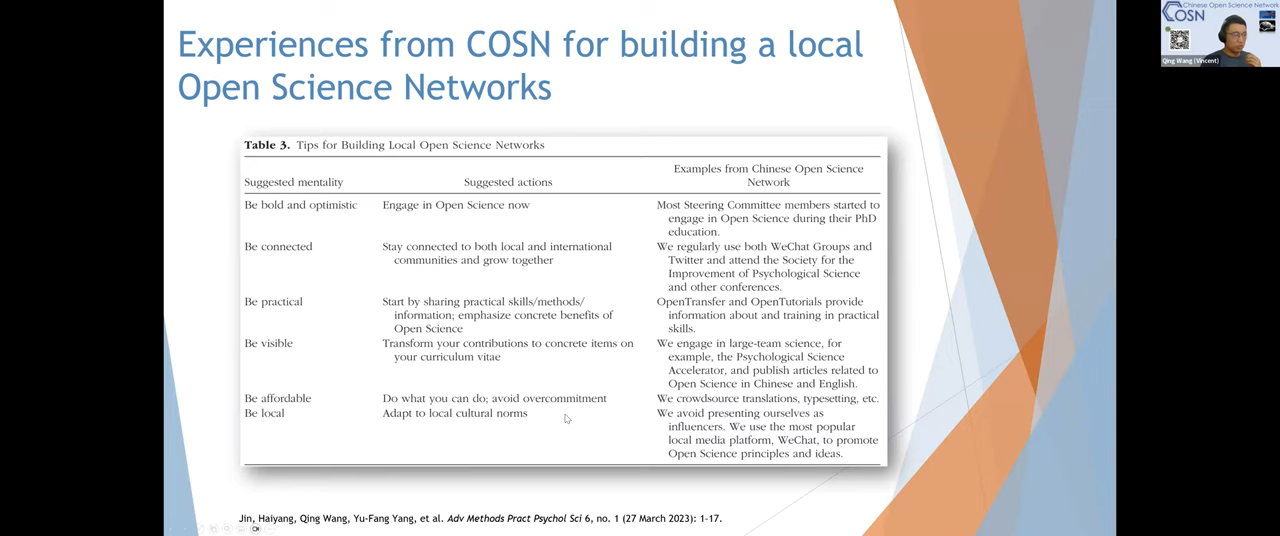 Experiences from COSN for building a local
Open Science Networks
Table 3. Tips for Building Local Open Science Networks
Suggested mentality
Suggested actions
Examples from Chinese Open Science
Network
Be bold and optimistic
Engage in Open Science now
Most Steering Committee members started to
engage in Open Science during their PhD
education.
Be connected
Stay connected to both local and international
communities and grow together
We regularly use both WeChat Groups and
Twitter and attend the Society for the
Improvement of Psychological Science
and other conferences.
Be practical
Start by sharing practical skills/methods/
information; emphasize concrete benefits of
Open Science
OpenTransfer and OpenTutorials provide
information about and training in practical
skills.
Be visible
Transform your contributions to concrete items on
your curriculum vitae
We engage in large-team science, for
example, the Psychological Science
Accelerator, and publish articles related to
Open Science in Chinese and English.
Be affordable
Do what you can do; avoid overcommitment
We crowdsource translations, typesetting, etc.
Be local
Adapt to local cultural norms
We avoid presenting ourselves as
influencers. We use the most popular
local media platform, WeChat, to promote
Open Science principles and ideas.
Jin, Haiyang, Qing Wang, Yu-Fang Yang, et al. Adv Methods Pract Psychol Sci 6, no. 1 (27 March 2023): 1-17.
Chinese Open Science Network
COSN
Qing Wang (Vincent)